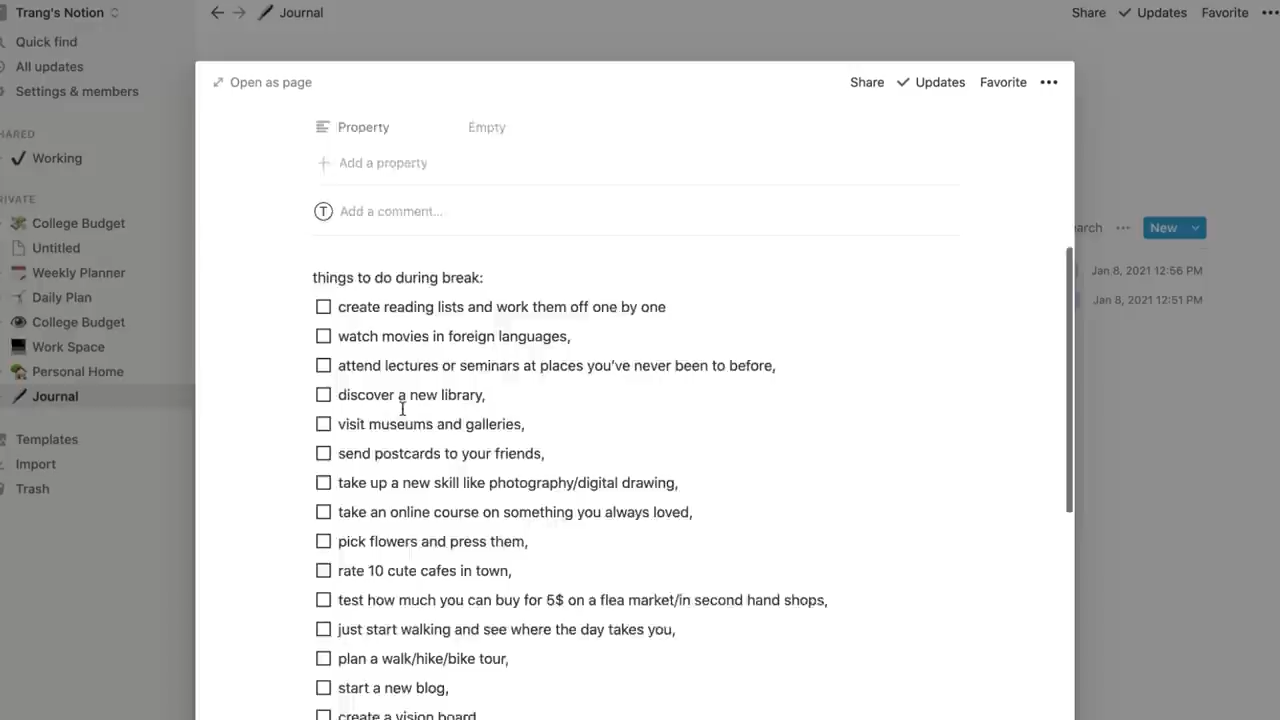 Trang's Notion
Journal
Share Updates Favorite
Quick find
All updates
Settings & members
HARED
Working
RIVATE
College Budget
Untitled
Weekly Planner
Daily Plan
College Budget
Work Space
Personal Home
Journal
Templates
Import
Trash
Open as page
Share Updates Favorite
Property Empty
Add a property
T Add a comment...
things to do during break:
create reading lists and work them off one by one
watch movies in foreign languages,
attend lectures or seminars at places you've never been to before,
discover a new library,
visit museums and galleries,
send postcards to your friends,
take up a new skill like photography/digital drawing,
take an online course on something you always loved,
pick flowers and press them,
rate 10 cute cafes in town,
test how much you can buy for 5$ on a flea market/in second hand shops,
just start walking and see where the day takes you,
plan a walk/hike/bike tour,
start a new blog,
create a vision board
earch New
Jan 8, 2021 12:56 PM
Jan 8, 2021 12:51 PM